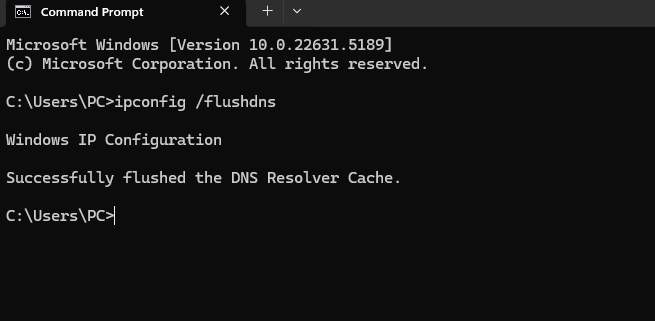 Command Prompt
Microsoft Windows [Version 10.0.22631.5189]
(c) Microsoft Corporation. All rights reserved.
C:\Users\PC>ipconfig /flushdns
Windows IP Configuration
Successfully flushed the DNS Resolver Cache.
C:\Users\PC>